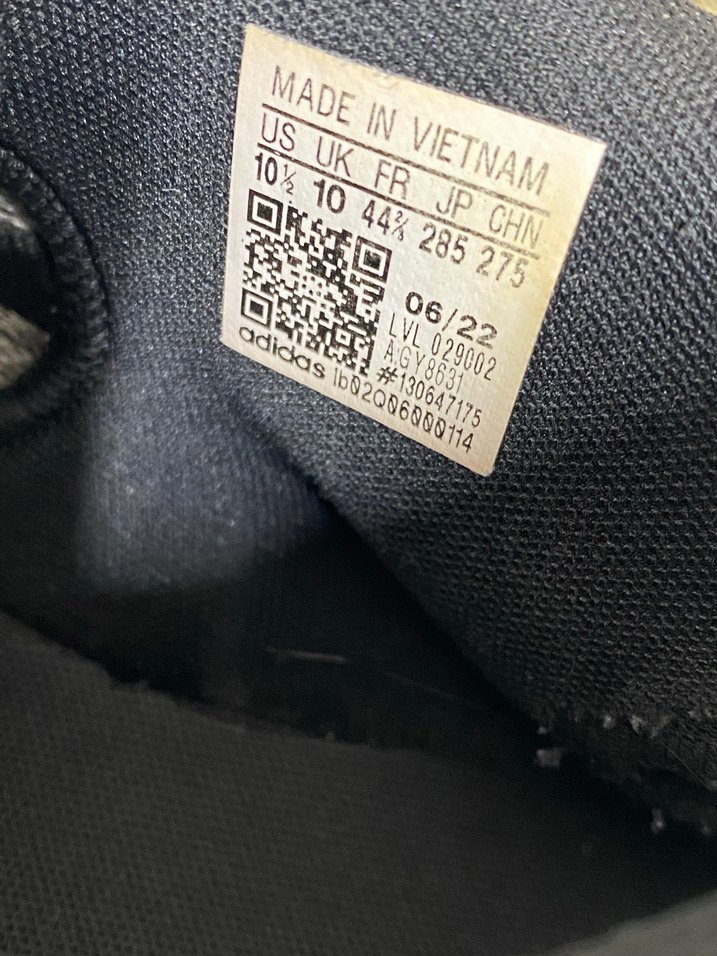 MADE IN VIETNAM
US UK FR JP CHN
10½ 10 44⅔ 285 275
06/22
LVL 029002
A:GY8631
#130647175
adidas 1b02Q06000114